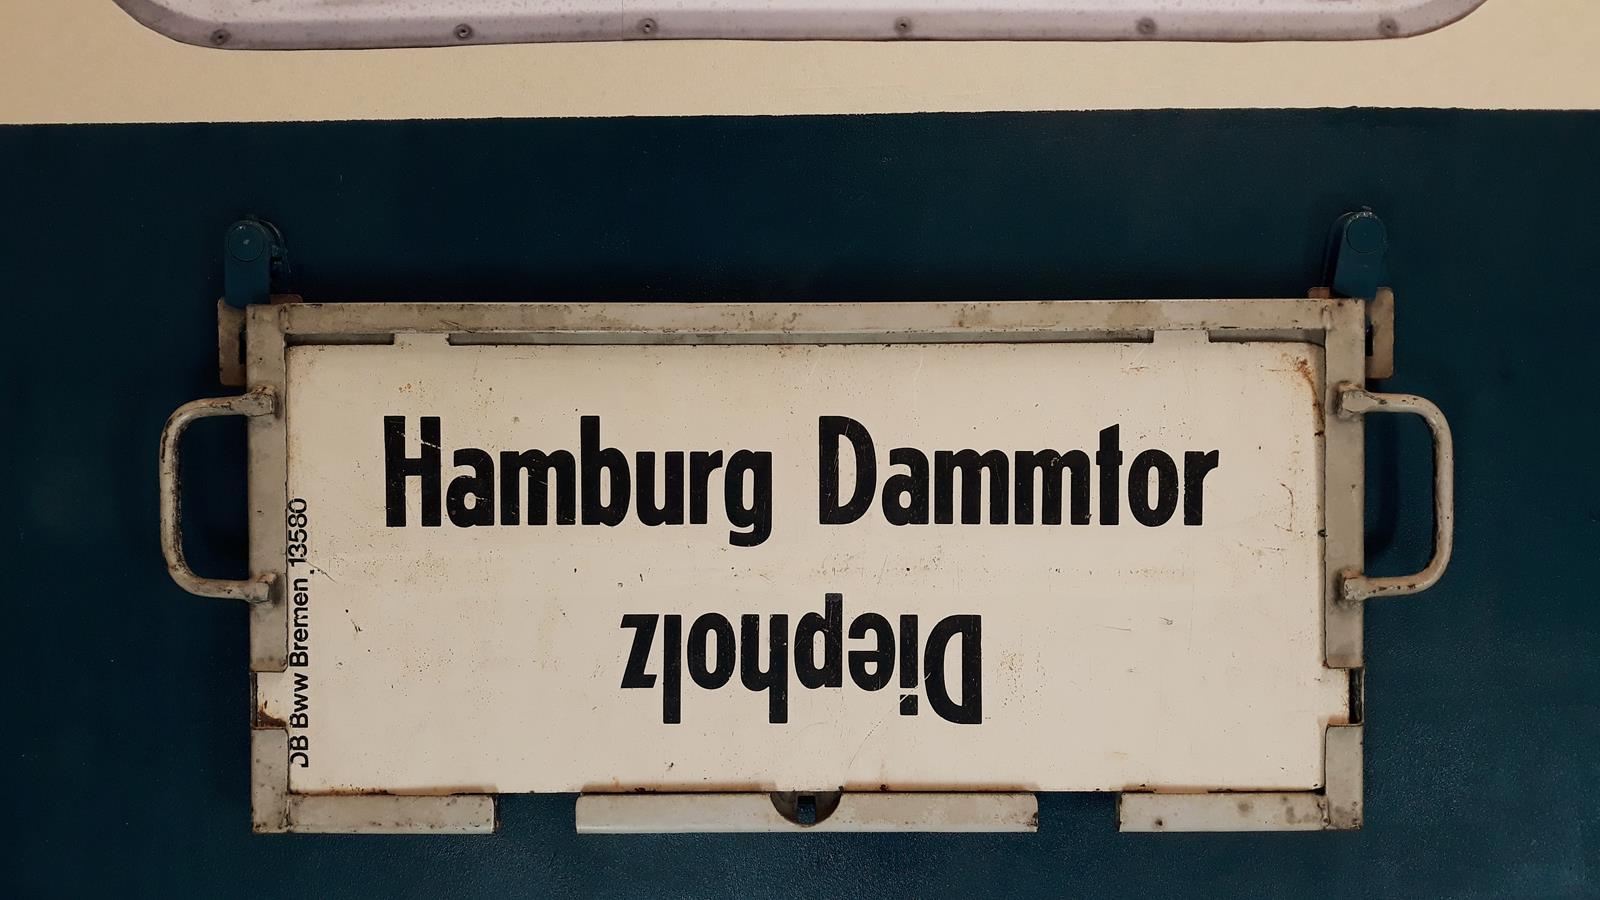 Hamburg Dammtor
Diepholz
DB Bww Bremen 13580